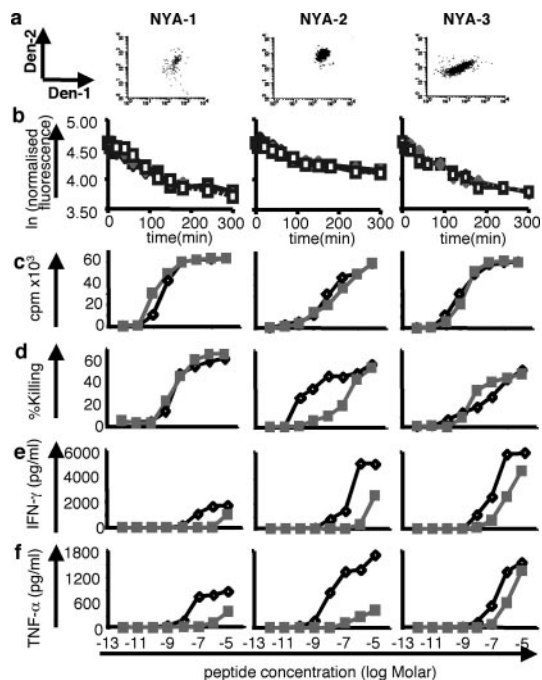 a NYA-1 NYA-2 NYA-3
Den-2
Den-1
b 5.00
4.50
4.00
3.50
ln (normalised fluorescence)
0 100 200 300 0 100 200 300 0 100 200 300
time(min) time(min) time(min)
c 60
40
20
0
cpm x10³
d 60
40
20
0
%Killing
e 6000
4000
2000
0
IFN-γ (pg/ml)
f 1800
1200
600
0
TNF-α (pg/ml)
-13 -11 -9 -7 -5 -13 -11 -9 -7 -5 -13 -11 -9 -7 -5
peptide concentration (log Molar)